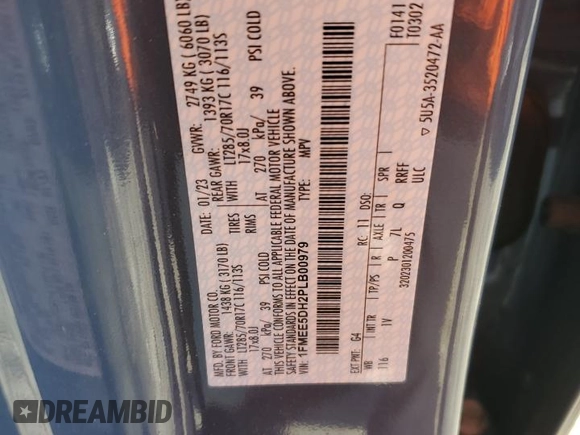 MFD. BY FORD MOTOR CO.
DATE: 01/23 GVWR: 2749 KG ( 6060 LB)
FRONT GAWR: 1438 KG ( 3170 LB) REAR GAWR: 1393 KG ( 3070 LB)
LT285/70R17C 116/113S TIRES WITH LT285/70R17C 116/113S
17x8.0J RIMS 17x8.0J
AT 270 kPa/ 39 PSI COLD AT 270 kPa/ 39 PSI COLD
THIS VEHICLE CONFORMS TO ALL APPLICABLE FEDERAL MOTOR VEHICLE
SAFETY STANDARDS IN EFFECT ON THE DATE OF MANUFACTURE SHOWN ABOVE.
VIN: 1FMEE5DH2PLB00979 TYPE: MPV
F0141
T0302
EXT PNT: G4 RC: 11 DSO:
WB INT TR TP/PS R AXLE TR SPR
116 IV P 7L Q RRFF
3202301200475 ULC
▽ 5U5A-3520472-AA
DREAMBID